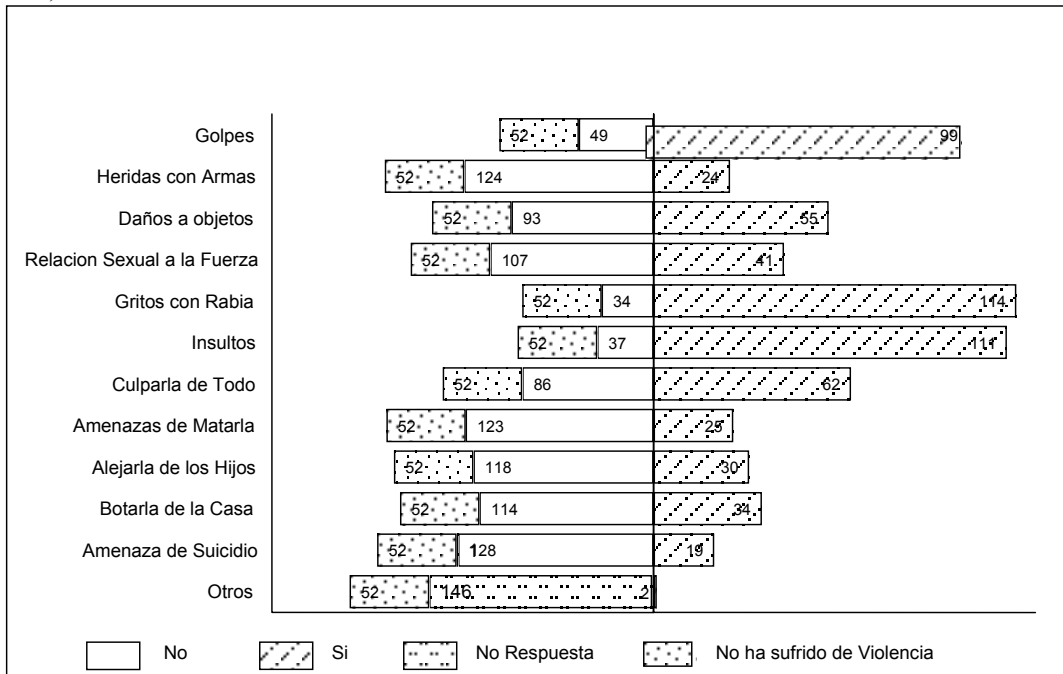 Golpes 52 49 99
Heridas con Armas 52 124 24
Daños a objetos 52 93 55
Relacion Sexual a la Fuerza 52 107 41
Gritos con Rabia 52 34 114
Insultos 52 37 111
Culparla de Todo 52 86 62
Amenazas de Matarla 52 123 25
Alejarla de los Hijos 52 118 30
Botarla de la Casa 52 114 34
Amenaza de Suicidio 52 128 19
Otros 52 146 2
No Si No Respuesta No ha sufrido de Violencia